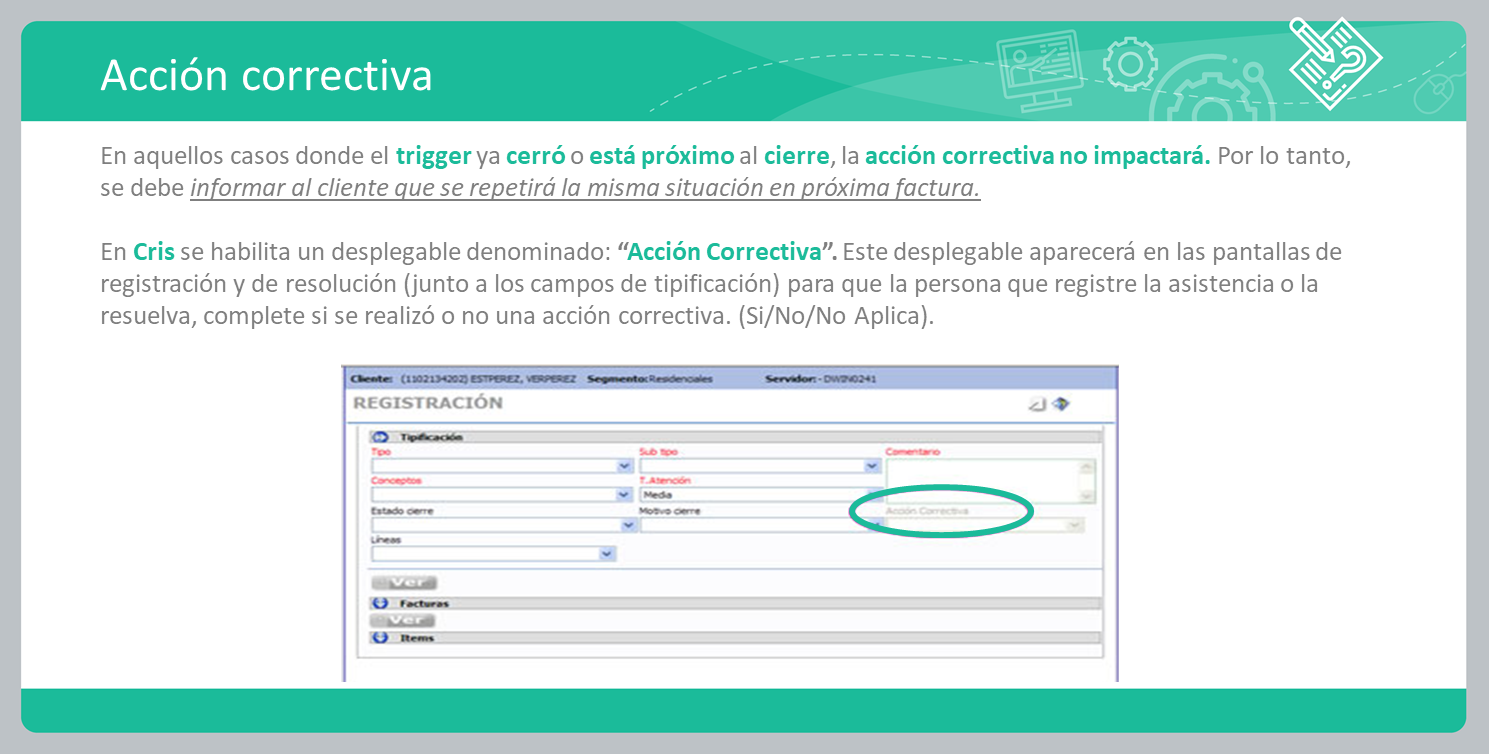 Acción correctiva
En aquellos casos donde el trigger ya cerró o está próximo al cierre, la acción correctiva no impactará. Por lo tanto,
se debe informar al cliente que se repetirá la misma situación en próxima factura.
En Cris se habilita un desplegable denominado: “Acción Correctiva”. Este desplegable aparecerá en las pantallas de
registración y de resolución (junto a los campos de tipificación) para que la persona que registre la asistencia o la
resuelva, complete si se realizó o no una acción correctiva. (Si/No/No Aplica).
Cliente: (1102134202) ESTPEREZ, VERPEREZ Segmento: Residenciales Servidor: - DWIN0241
REGISTRACIÓN
Tipificación
Tipo Sub tipo Comentario
Conceptos T.Atención
Media
Estado cierre Motivo cierre Acción Correctiva
Líneas
Ver
Facturas
Ver
Items